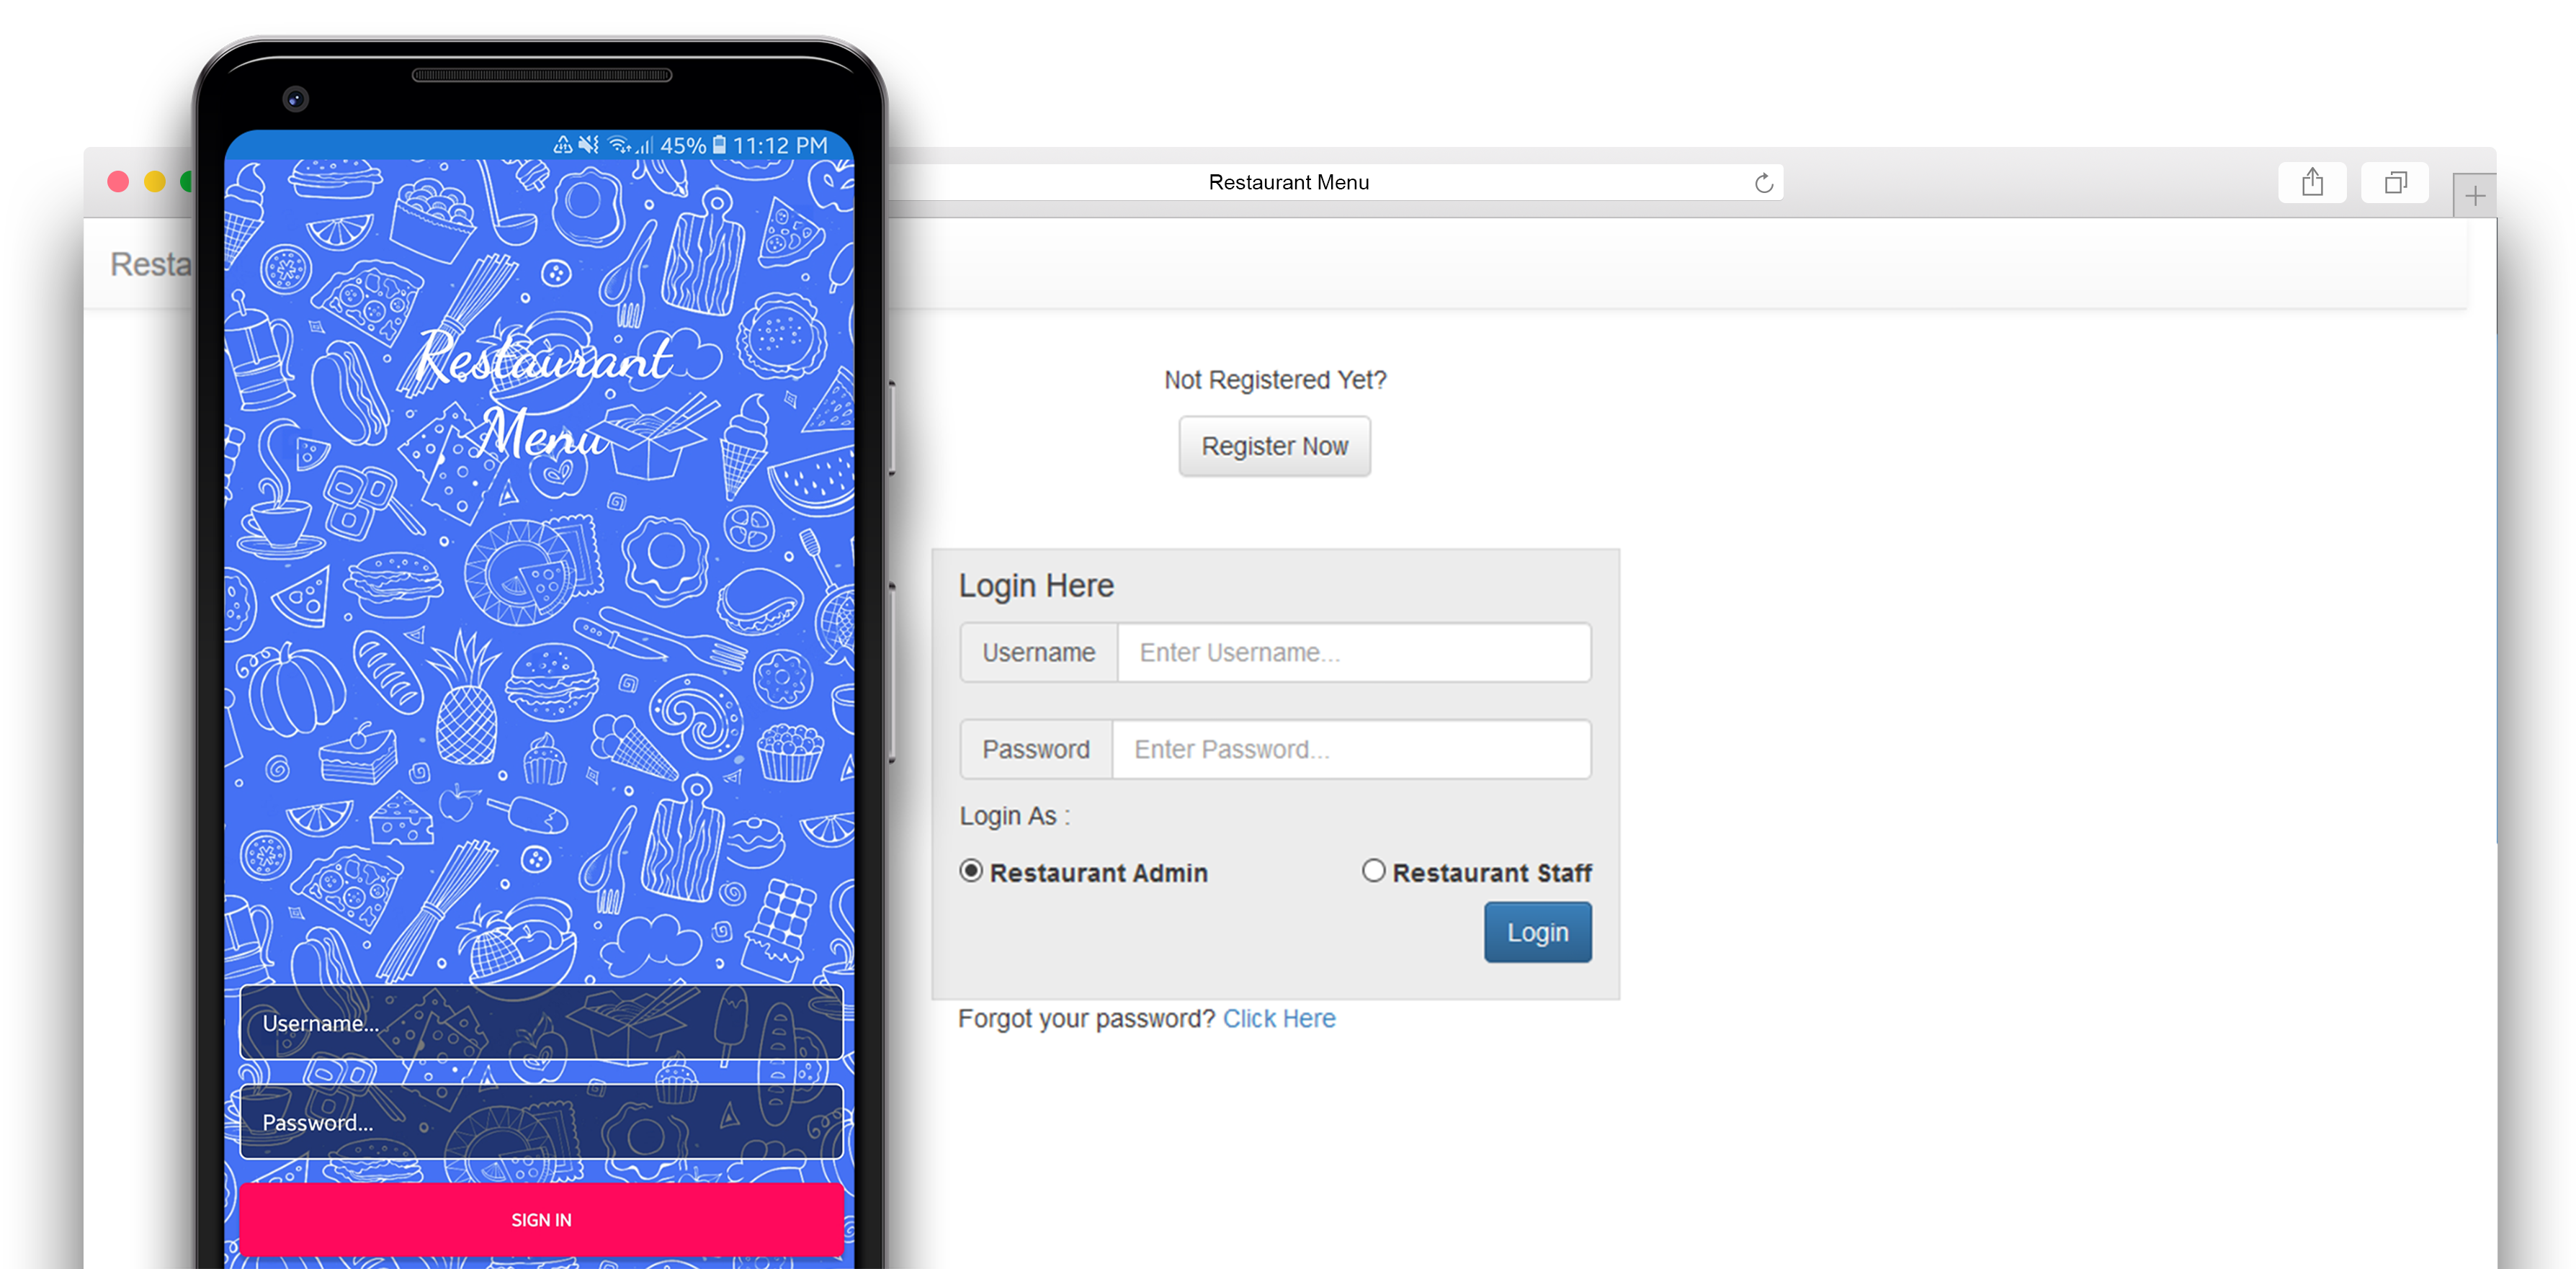 45% 11:12 PM
Restaurant
Menu
Username...
Password...
SIGN IN
Restaurant Menu
Resta
Not Registered Yet?
Register Now
Login Here
Username Enter Username...
Password Enter Password...
Login As :
Restaurant Admin Restaurant Staff
Login
Forgot your password? Click Here